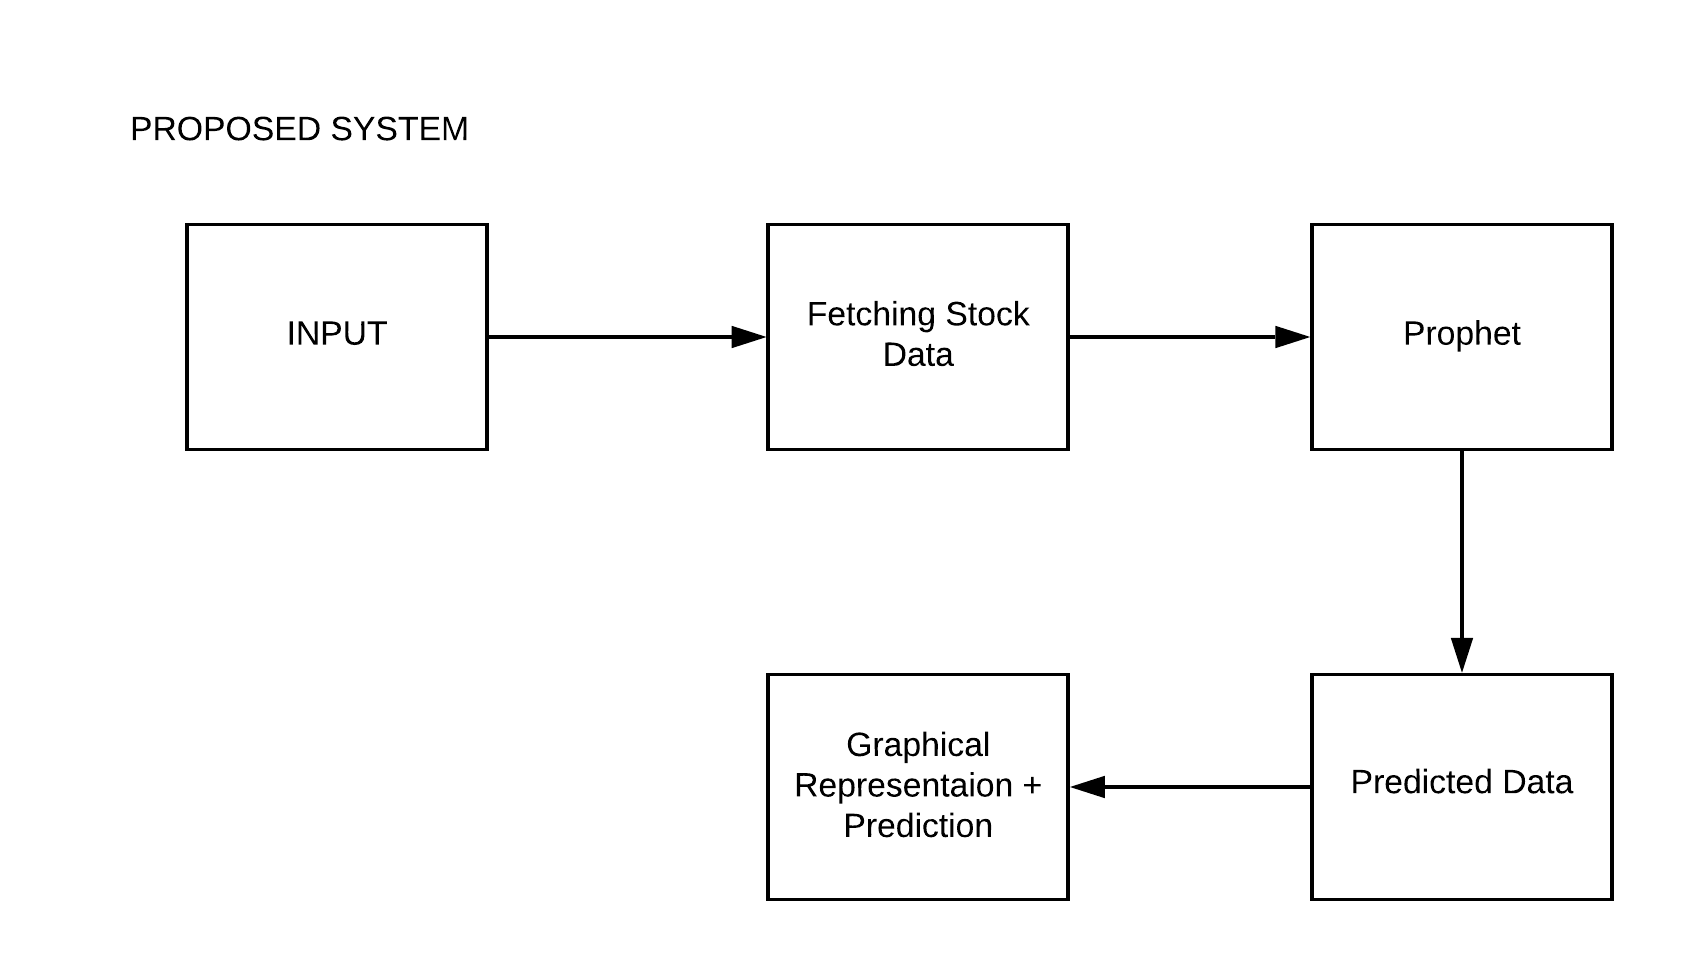 PROPOSED SYSTEM
INPUT
Fetching Stock
Data
Prophet
Graphical
Representaion +
Prediction
Predicted Data